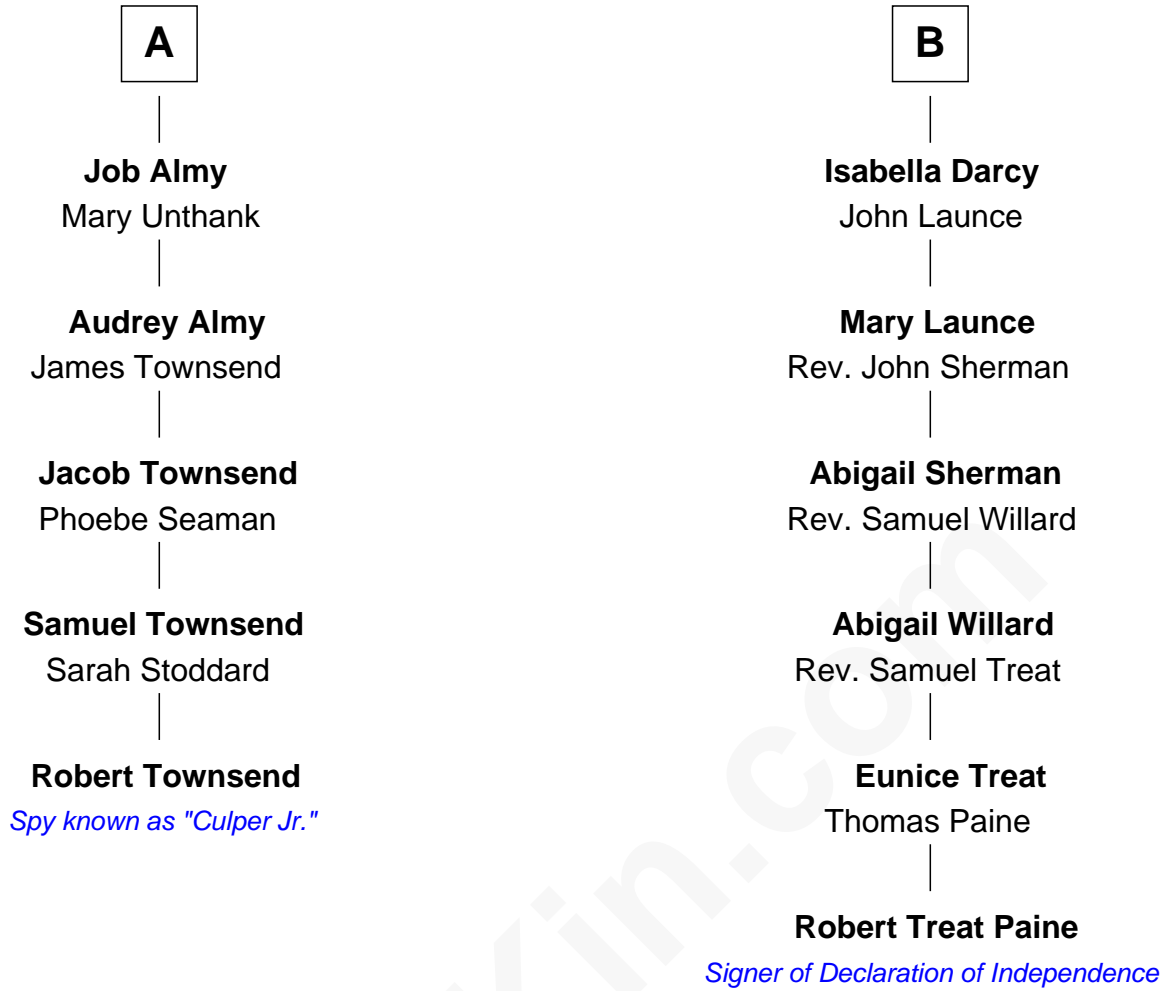 A
Job Almy
Mary Unthank
Audrey Almy
James Townsend
Jacob Townsend
Phoebe Seaman
Samuel Townsend
Sarah Stoddard
Robert Townsend
Spy known as "Culper Jr."
B
Isabella Darcy
John Launce
Mary Launce
Rev. John Sherman
Abigail Sherman
Rev. Samuel Willard
Abigail Willard
Rev. Samuel Treat
Eunice Treat
Thomas Paine
Robert Treat Paine
Signer of Declaration of Independence